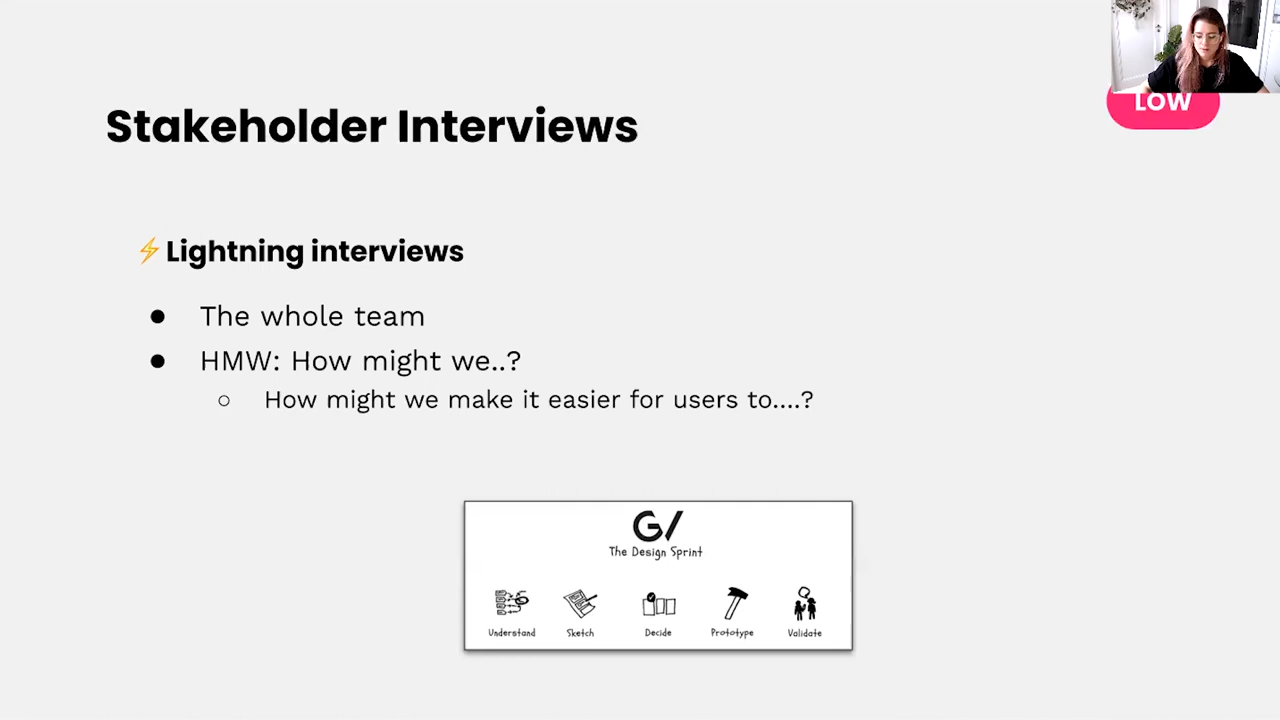 Stakeholder Interviews
LOW
⚡Lightning interviews
● The whole team
● HMW: How might we..?
○ How might we make it easier for users to....?
GV
The Design Sprint
Understand Sketch Decide Prototype Validate